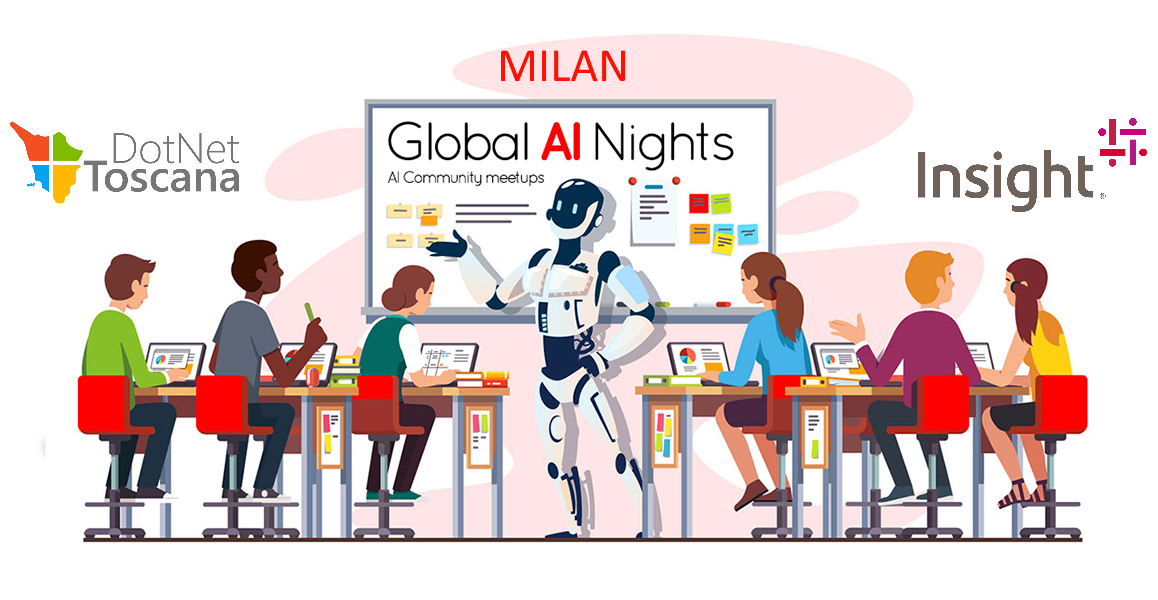 MILAN
Global AI Nights
AI Community meetups
DotNet
Toscana
Insight®